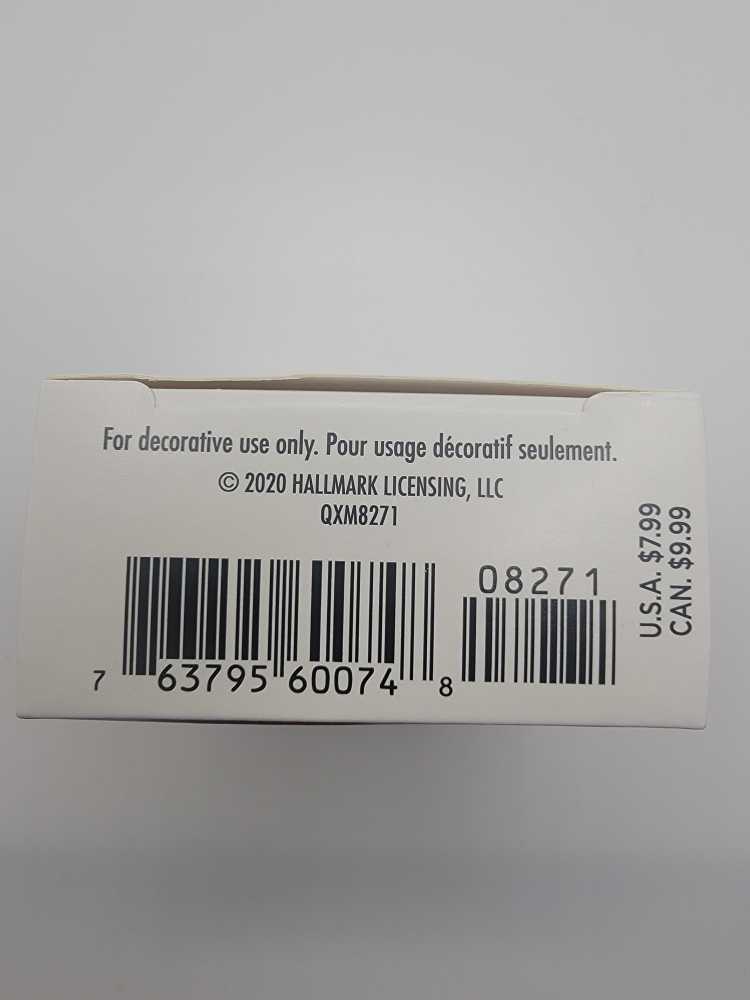 For decorative use only. Pour usage décoratif seulement.
© 2020 HALLMARK LICENSING, LLC
QXM8271
08271
7 63795 60074 8
U.S.A. $7.99
CAN. $9.99